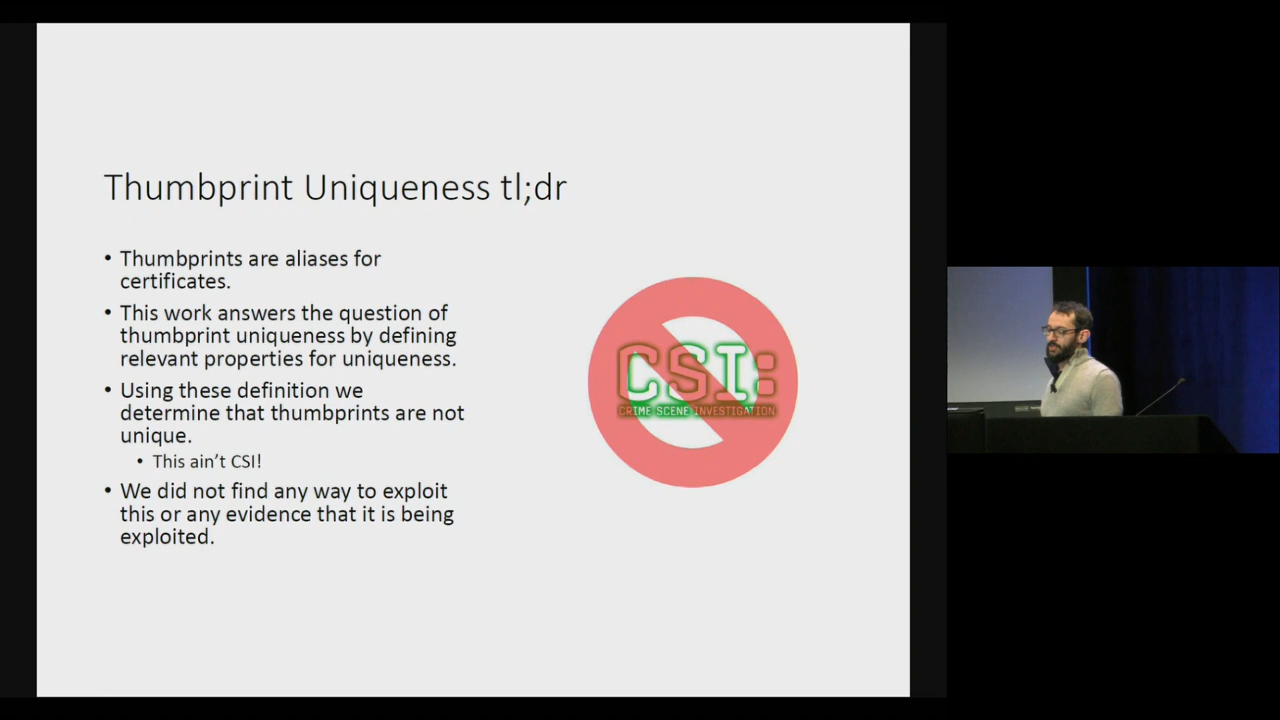 Thumbprint Uniqueness tl;dr
• Thumbprints are aliases for
certificates.
• This work answers the question of
thumbprint uniqueness by defining
relevant properties for uniqueness.
• Using these definition we
determine that thumbprints are not
unique.
• This ain't CSI!
• We did not find any way to exploit
this or any evidence that it is being
exploited.
CSI:
CRIME SCENE INVESTIGATION